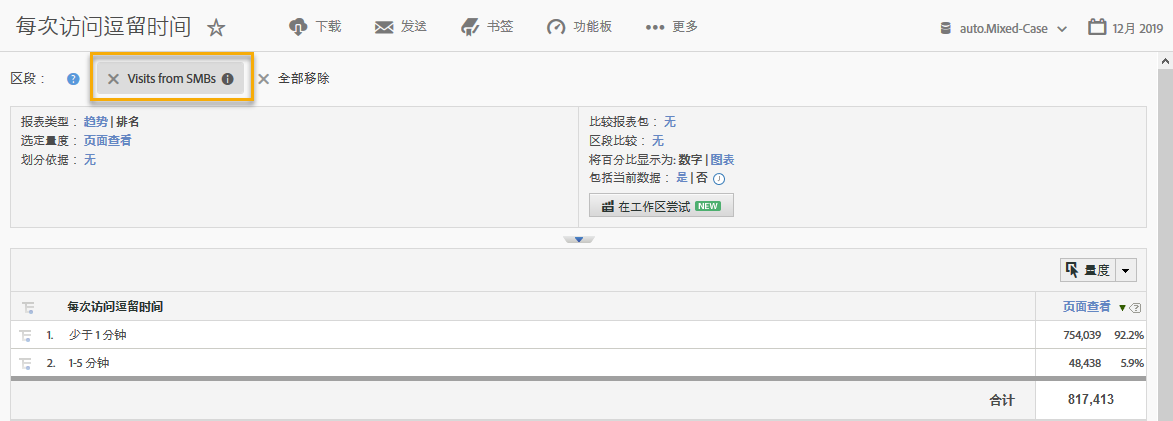 每次访问逗留时间 下载 发送 书签 功能板 更多 auto.Mixed-Case 12月 2019
区段： ? Visits from SMBs i 全部移除
报表类型： 趋势 | 排名
选定量度： 页面查看
划分依据： 无
比较报表包： 无
区段比较： 无
将百分比显示为: 数字 | 图表
包括当前数据： 是 | 否 i
在工作区尝试 NEW
量度
每次访问逗留时间 页面查看 ?
1. 少于 1 分钟 754,039 92.2%
2. 1-5 分钟 48,438 5.9%
合计 817,413